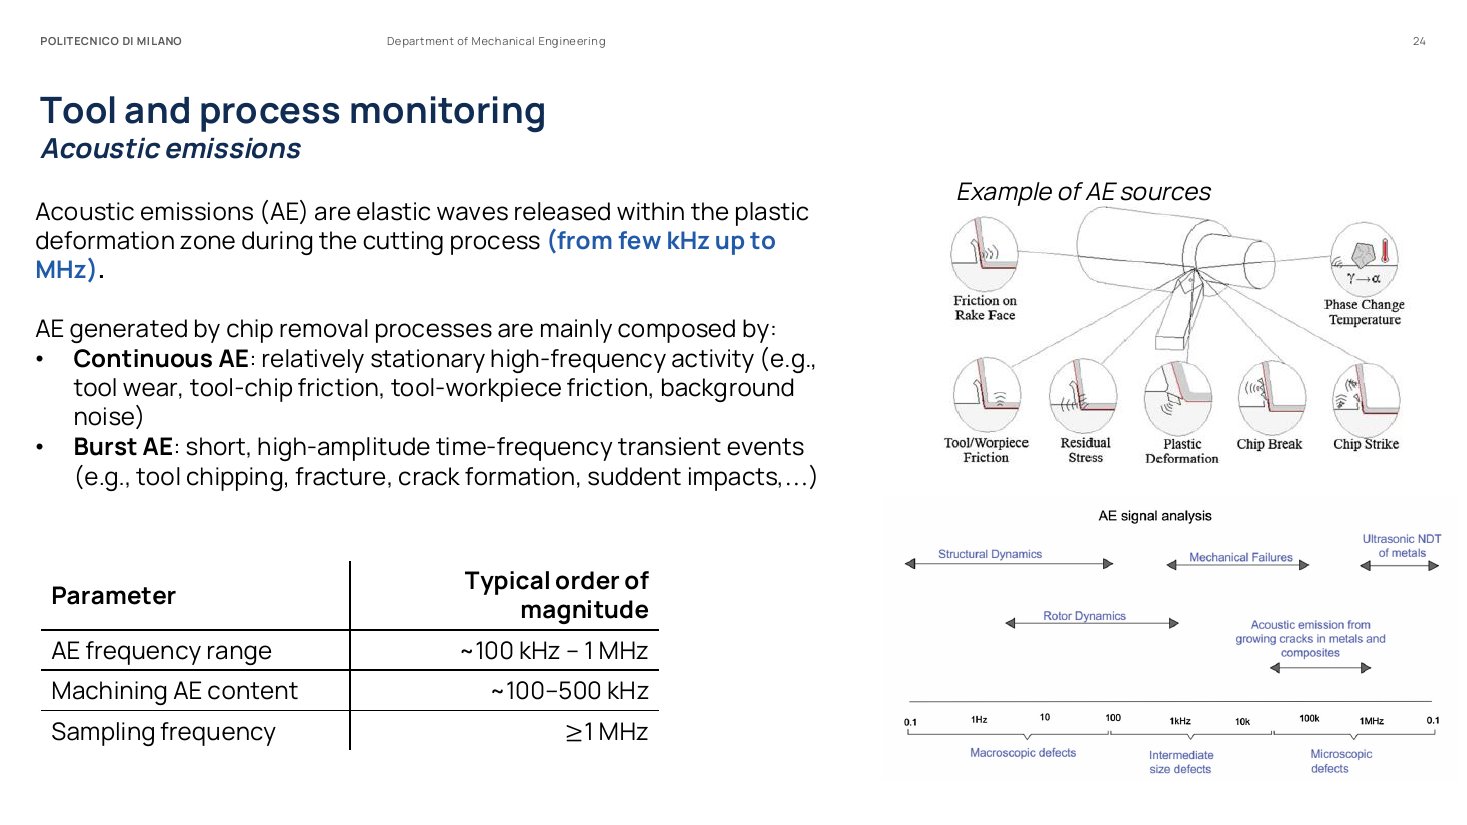 POLITECNICO DI MILANO
Department of Mechanical Engineering
24
Tool and process monitoring
Acoustic emissions
Acoustic emissions (AE) are elastic waves released within the plastic
deformation zone during the cutting process (from few kHz up to
MHz).
AE generated by chip removal processes are mainly composed by:
• Continuous AE: relatively stationary high-frequency activity (e.g.,
tool wear, tool-chip friction, tool-workpiece friction, background
noise)
• Burst AE: short, high-amplitude time-frequency transient events
(e.g., tool chipping, fracture, crack formation, suddent impacts,…)
Parameter
Typical order of
magnitude
AE frequency range
~100 kHz – 1 MHz
Machining AE content
~100–500 kHz
Sampling frequency
≥1 MHz
Example of AE sources
Friction on
Rake Face
γ→α
Phase Change
Temperature
Tool/Worpiece
Friction
Residual
Stress
Plastic
Deformation
Chip Break
Chip Strike
AE signal analysis
Structural Dynamics
Mechanical Failures
Ultrasonic NDT
of metals
Rotor Dynamics
Acoustic emission from
growing cracks in metals and
composites
0.1
1Hz
10
100
1kHz
10k
100k
1MHz
0.1
Macroscopic defects
Intermediate
size defects
Microscopic
defects